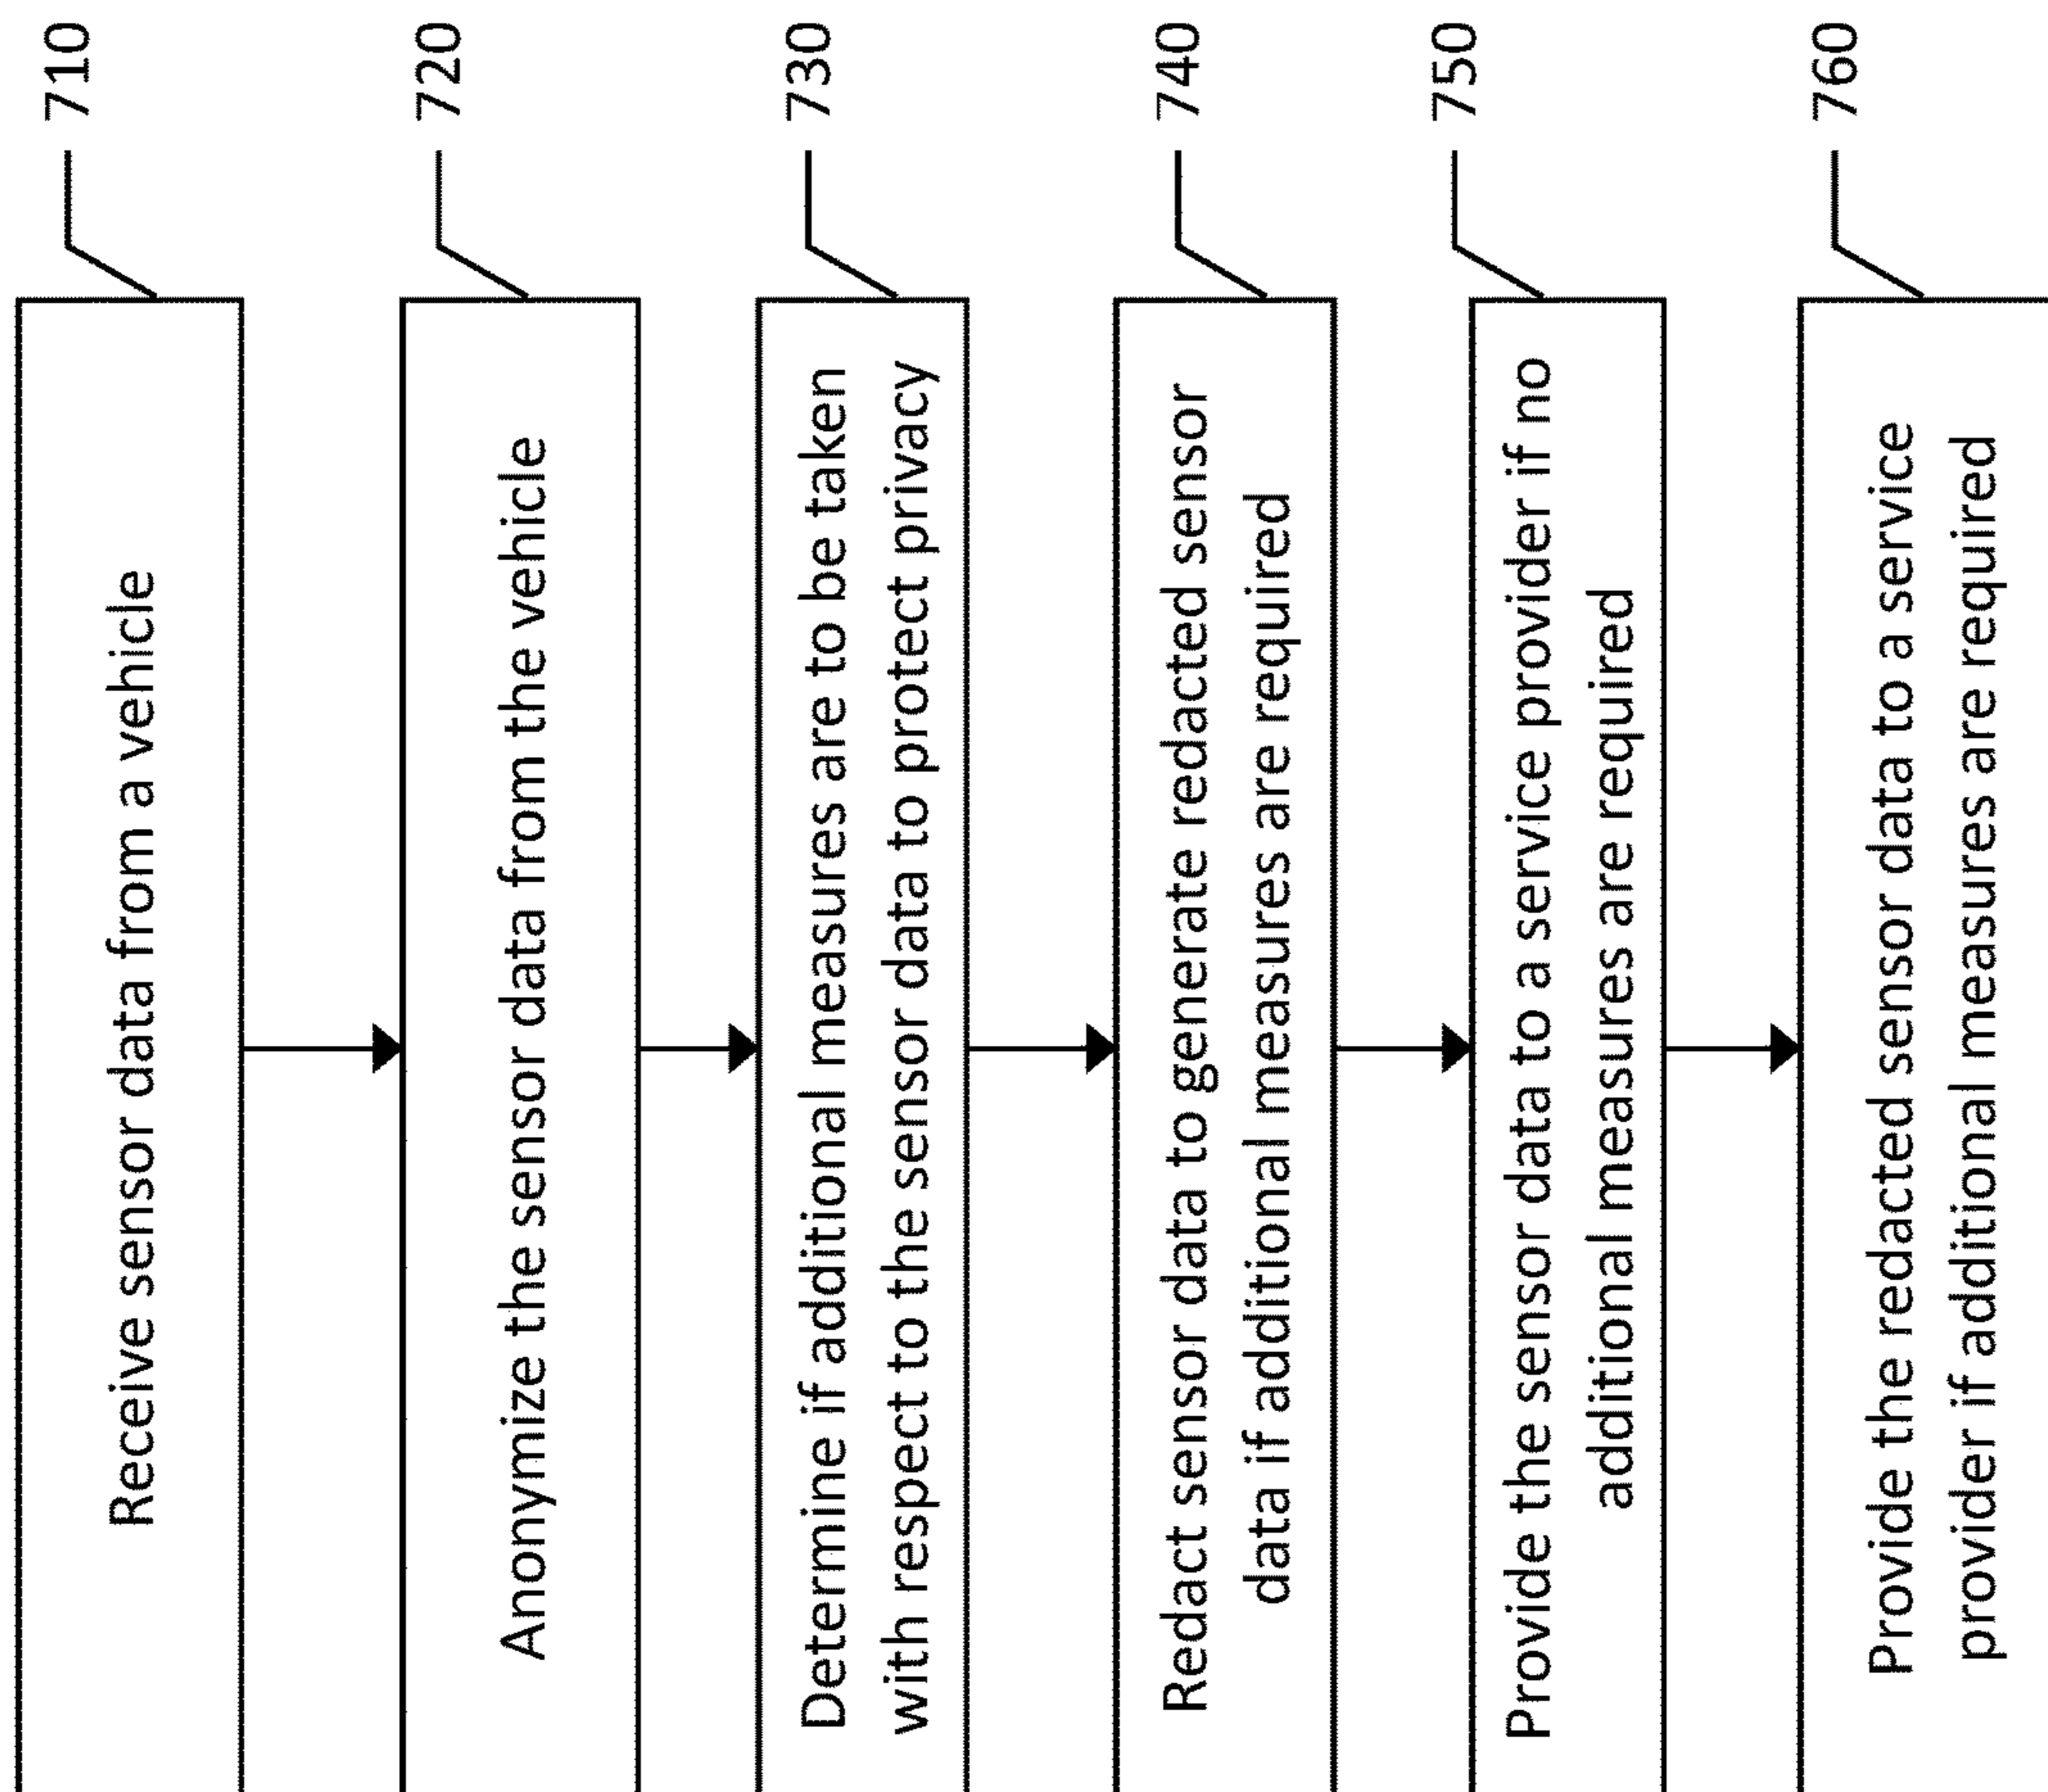 Receive sensor data from a vehicle
710
Anonymize the sensor data from the vehicle
720
Determine if additional measures are to be taken
with respect to the sensor data to protect privacy
730
Redact sensor data to generate redacted sensor
data if additional measures are required
740
Provide the sensor data to a service provider if no
additional measures are required
750
Provide the redacted sensor data to a service
provider if additional measures are required
760